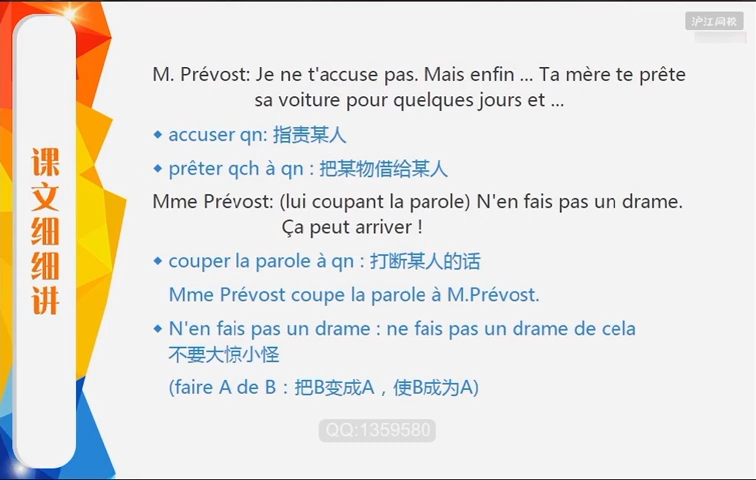 沪江网校
M. Prévost: Je ne t'accuse pas. Mais enfin ... Ta mère te prête
sa voiture pour quelques jours et ...
◆ accuser qn: 指责某人
◆ prêter qch à qn : 把某物借给某人
Mme Prévost: (lui coupant la parole) N'en fais pas un drame.
Ça peut arriver !
◆ couper la parole à qn : 打断某人的话
Mme Prévost coupe la parole à M.Prévost.
◆ N'en fais pas un drame : ne fais pas un drame de cela
不要大惊小怪
(faire A de B：把B变成A，使B成为A)
课文细细讲
QQ:1359580